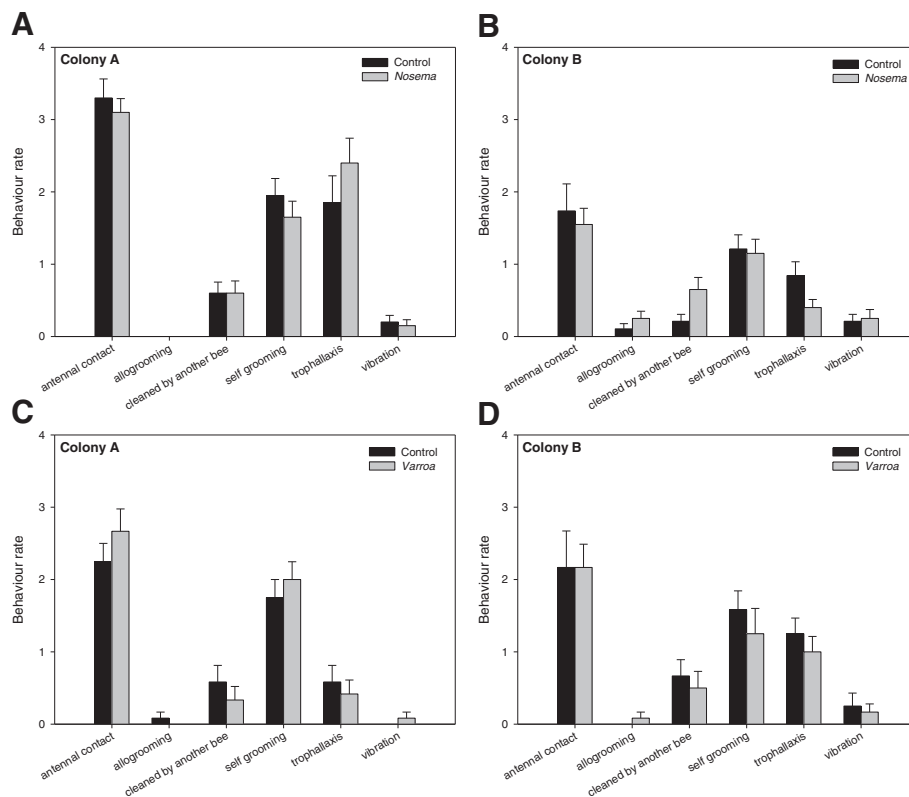 A
Colony A
Control
Nosema
Behaviour rate
4
3
2
1
0
antennal contact
allogrooming
cleaned by another bee
self grooming
trophallaxis
vibration
B
Colony B
Control
Nosema
Behaviour rate
4
3
2
1
0
antennal contact
allogrooming
cleaned by another bee
self grooming
trophallaxis
vibration
C
Colony A
Control
Varroa
Behaviour rate
4
3
2
1
0
antennal contact
allogrooming
cleaned by another bee
self grooming
trophallaxis
vibration
D
Colony B
Control
Varroa
Behaviour rate
4
3
2
1
0
antennal contact
allogrooming
cleaned by another bee
self grooming
trophallaxis
vibration